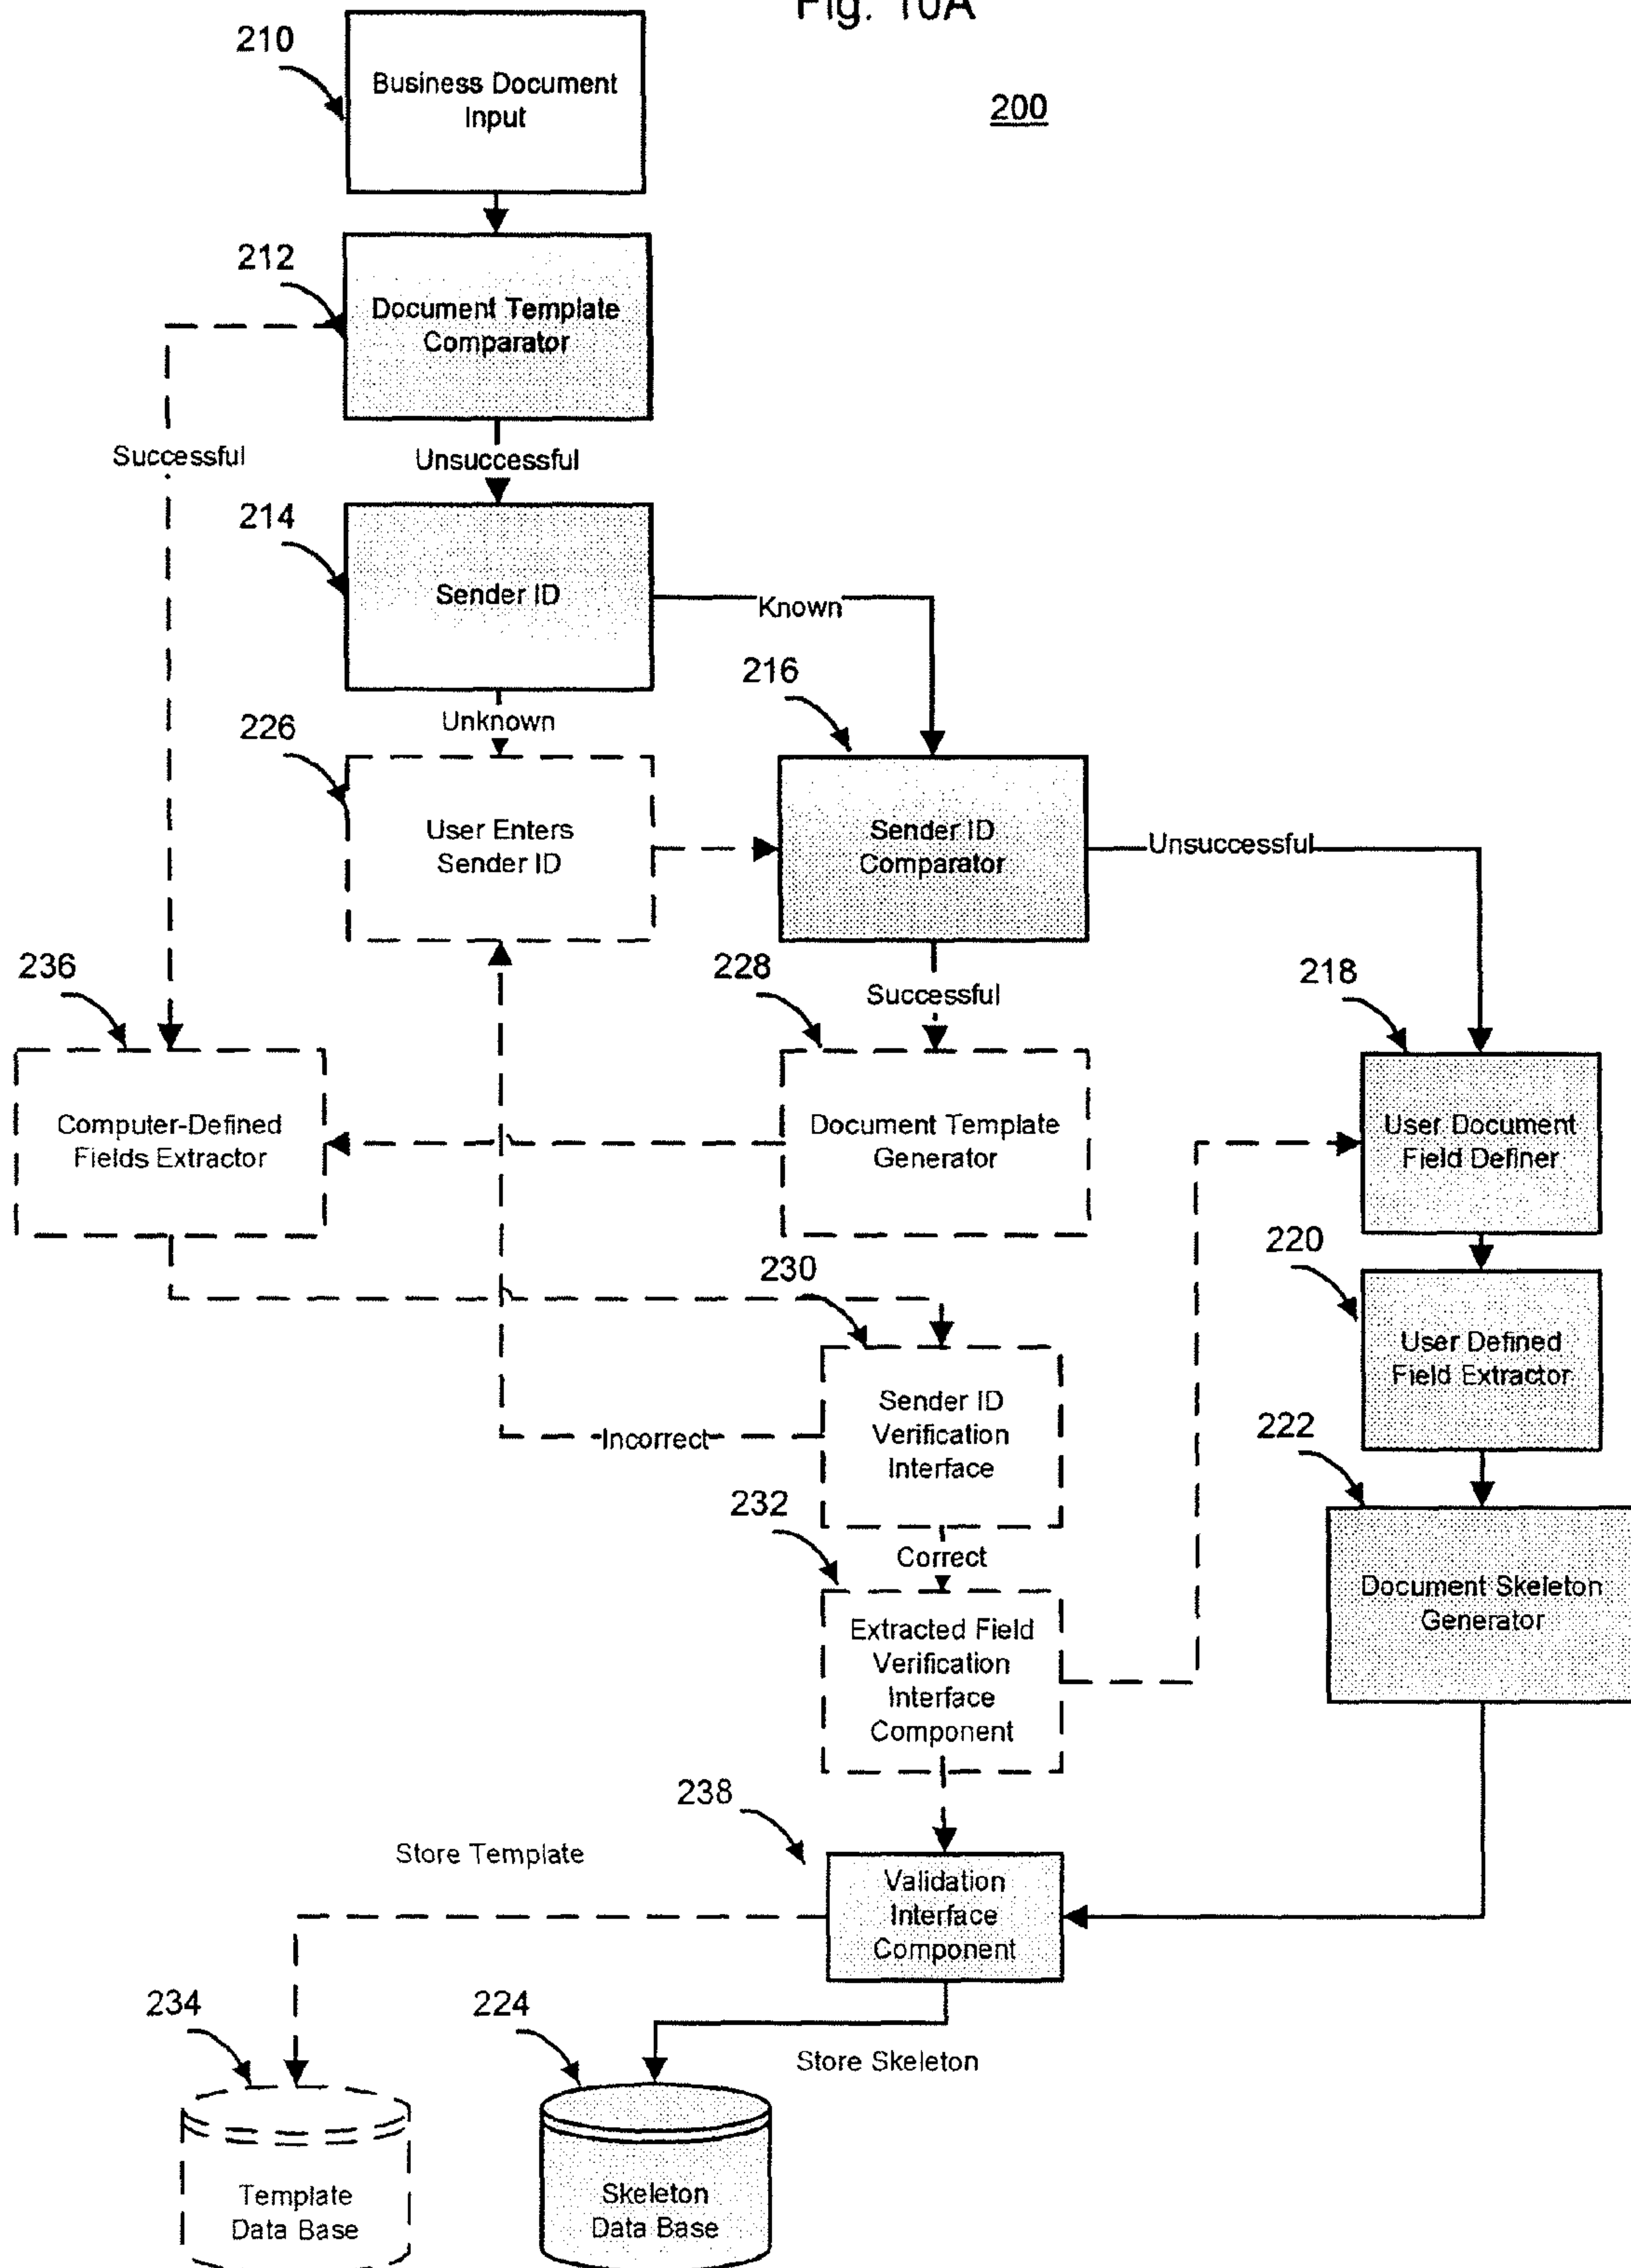 Fig. 10A
200
210
Business Document
Input
212
Document Template
Comparator
Successful
Unsuccessful
214
Sender ID
Known
216
Unknown
226
User Enters
Sender ID
Sender ID
Comparator
Unsuccessful
236
228
Successful
218
Computer-Defined
Fields Extractor
Document Template
Generator
User Document
Field Definer
220
230
User Defined
Field Extractor
Sender ID
Verification
Interface
Incorrect
222
232
Correct
Document Skeleton
Generator
Extracted Field
Verification
Interface
Component
238
Store Template
Validation
Interface
Component
234
224
Store Skeleton
Template
Data Base
Skeleton
Data Base